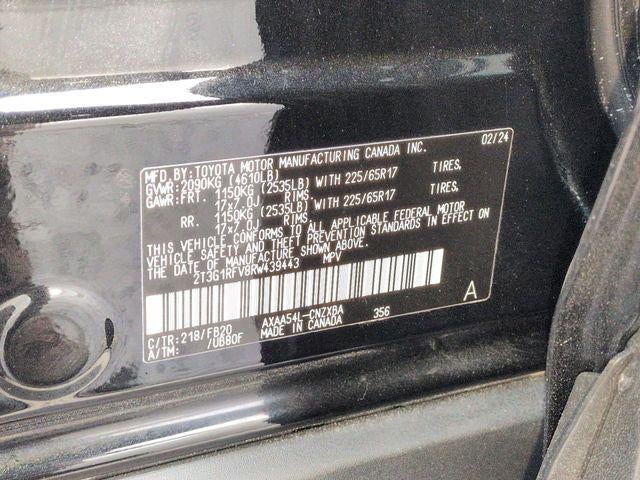 MFD. BY: TOYOTA MOTOR MANUFACTURING CANADA INC. 02/24
GVWR: 2090KG (4610LB)
GAWR: FRT. 1150KG (2535LB) WITH 225/65R17 TIRES,
17x7.0J RIMS,
RR. 1150KG (2535LB) WITH 225/65R17 TIRES,
17x7.0J RIMS,
THIS VEHICLE CONFORMS TO ALL APPLICABLE FEDERAL MOTOR
VEHICLE SAFETY AND THEFT PREVENTION STANDARDS IN EFFECT ON
THE DATE OF MANUFACTURE SHOWN ABOVE.
2T3G1RFV8RW439443 MPV
C/TR: 218/FB20 AXAA54L-CNZXBA 356 A
A/TM: /U680F MADE IN CANADA